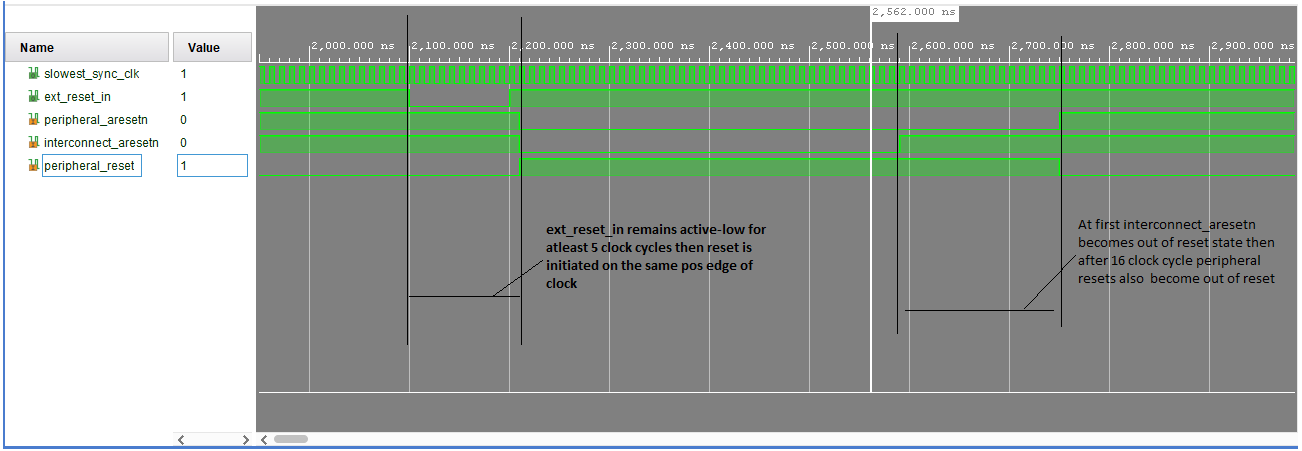 2,562.000 ns
Name Value
2,000.000 ns 2,100.000 ns 2,200.000 ns 2,300.000 ns 2,400.000 ns 2,500.000 ns 2,600.000 ns 2,700.000 ns 2,800.000 ns 2,900.000 ns
slowest_sync_clk 1
ext_reset_in 1
peripheral_aresetn 0
interconnect_aresetn 0
peripheral_reset 1
ext_reset_in remains active-low for
atleast 5 clock cycles then reset is
initiated on the same pos edge of
clock
At first interconnect_aresetn
becomes out of reset state then
after 16 clock cycle peripheral
resets also become out of reset